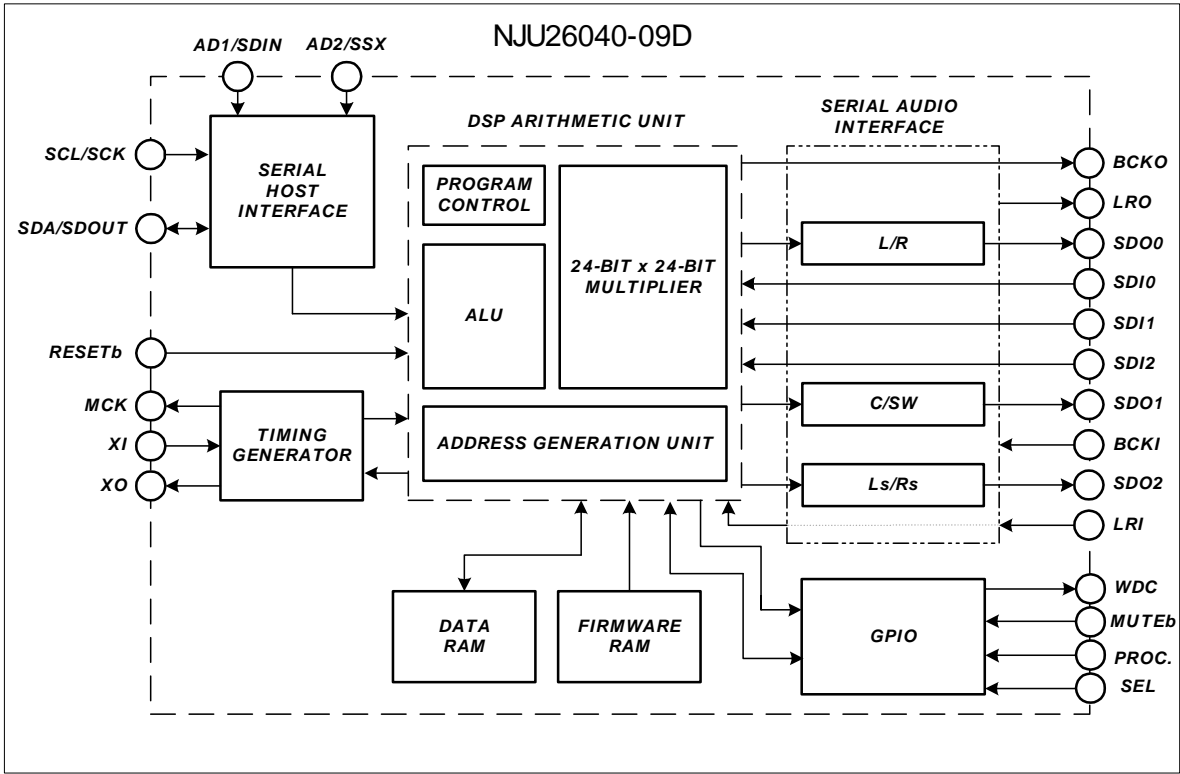 NJU26040-09D
AD1/SDIN
AD2/SSX
SCL/SCK
SDA/SDOUT
SERIAL
HOST
INTERFACE
RESETb
MCK
XI
XO
TIMING
GENERATOR
DSP ARITHMETIC UNIT
PROGRAM
CONTROL
ALU
24-BIT x 24-BIT
MULTIPLIER
ADDRESS GENERATION UNIT
SERIAL AUDIO
INTERFACE
L/R
C/SW
Ls/Rs
BCKO
LRO
SDO0
SDI0
SDI1
SDI2
SDO1
BCKI
SDO2
LRI
DATA
RAM
FIRMWARE
RAM
GPIO
WDC
MUTEb
PROC.
SEL